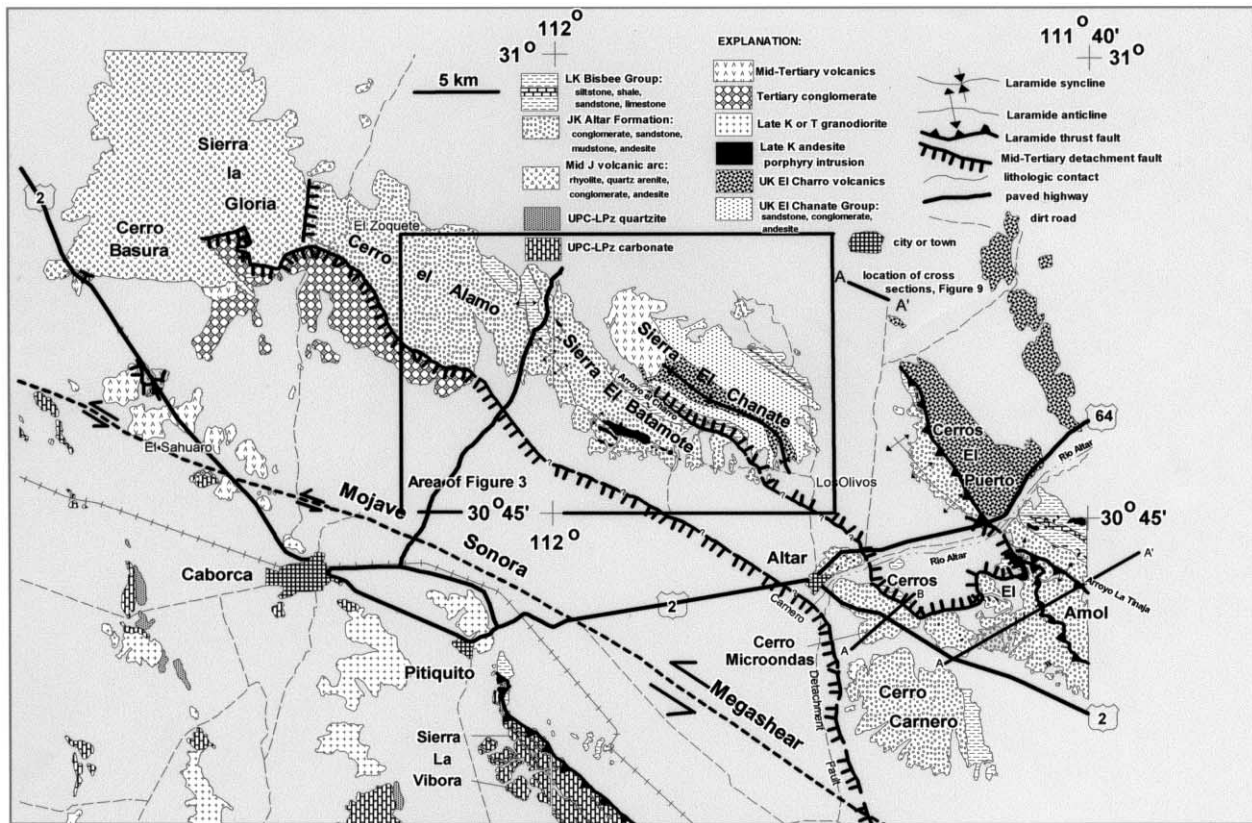 112°
31°
111° 40'
31°
EXPLANATION:
5 km
LK Bisbee Group:
siltstone, shale,
sandstone, limestone
JK Altar Formation:
conglomerate, sandstone,
mudstone, andesite
Mid J volcanic arc:
rhyolite, quartz arenite,
conglomerate, andesite
UPC-LPz quartzite
UPC-LPz carbonate
Mid-Tertiary volcanics
Tertiary conglomerate
Late K or T granodiorite
Late K andesite
porphyry intrusion
UK El Charro volcanics
UK El Chanate Group:
sandstone, conglomerate,
andesite
city or town
Laramide syncline
Laramide anticline
Laramide thrust fault
Mid-Tertiary detachment fault
lithologic contact
paved highway
dirt road
A
location of cross
sections, Figure 9
A'
2
Sierra
la
Gloria
Cerro
Basura
El Zoquete
Cerro
el
Alamo
Sierra
El
Batamote
Sierra
El
Chanate
Cerros
El
Puerto
64
Rio Altar
El Sahuaro
Area of Figure 3
Los Olivos
30° 45'
112°
30° 45'
Mojave
Sonora
Megashear
Caborca
Altar
Rio Altar
A'
Cerros
B
El
Amol
Arroyo La Tinaja
2
Carnero
Detachment
Fault
Cerro
Microondas
A
A
Pitiquito
Cerro
Carnero
2
Sierra
La
Vibora